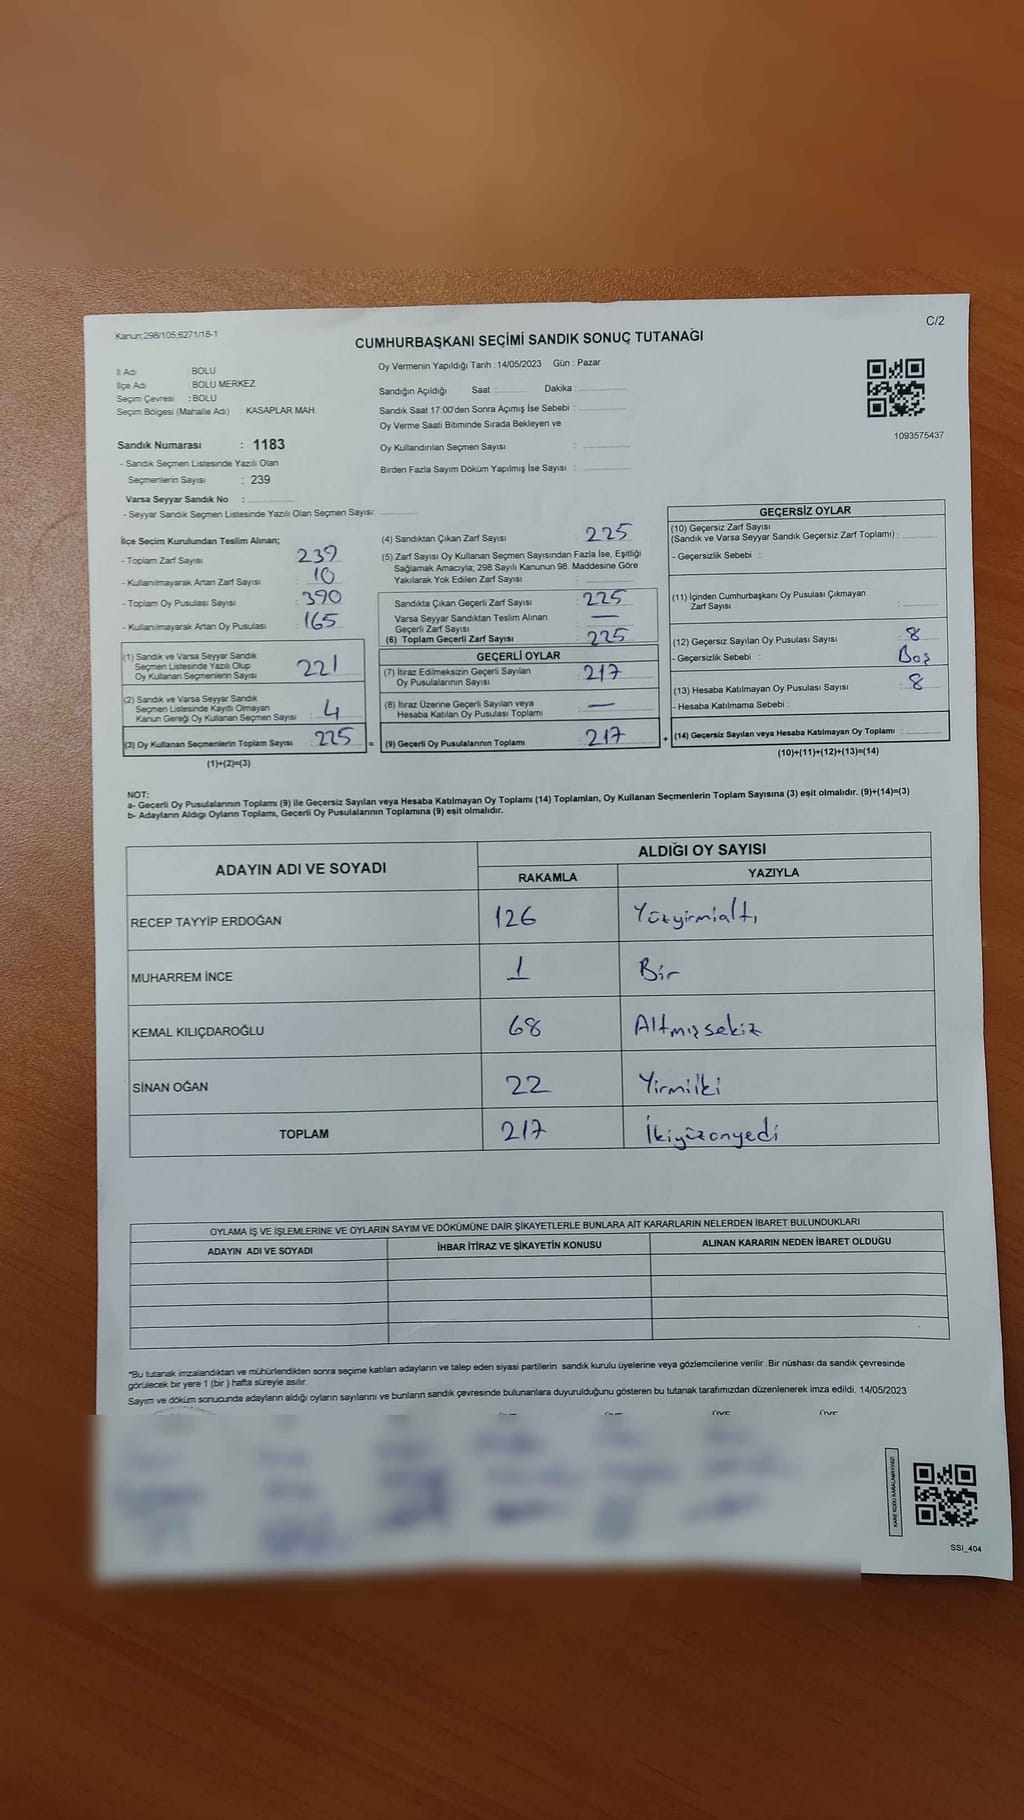 Kanun;298/105;6271/18-1
C/2
CUMHURBAŞKANI SEÇİMİ SANDIK SONUÇ TUTANAĞI
İl Adı : BOLU
İlçe Adı : BOLU MERKEZ
Seçim Çevresi : BOLU
Seçim Bölgesi (Mahalle Adı) : KASAPLAR MAH.
Sandık Numarası : 1183
- Sandık Seçmen Listesinde Yazılı Olan
Seçmenlerin Sayısı : 239
Varsa Seyyar Sandık No :
- Seyyar Sandık Seçmen Listesinde Yazılı Olan Seçmen Sayısı:
Oy Vermenin Yapıldığı Tarih :14/05/2023 Gün : Pazar
Sandığın Açıldığı Saat : Dakika :
Sandık Saat 17:00'den Sonra Açımış İse Sebebi :
Oy Verme Saati Bitiminde Sırada Bekleyen ve
Oy Kullandırılan Seçmen Sayısı :
Birden Fazla Sayım Döküm Yapılmış İse Sayısı :
1093575437
İlçe Seçim Kurulundan Teslim Alınan;
- Toplam Zarf Sayısı : 239
- Kullanılmayarak Artan Zarf Sayısı : 10
- Toplam Oy Pusulası Sayısı : 390
- Kullanılmayarak Artan Oy Pusulası : 165
(1) Sandık ve Varsa Seyyar Sandık
Seçmen Listesinde Yazılı Olup
Oy Kullanan Seçmenlerin Sayısı : 221
(2) Sandık ve Varsa Seyyar Sandık
Seçmen Listesinde Kayıtlı Olmayan
Kanun Gereği Oy Kullanan Seçmen Sayısı : 4
(3) Oy Kullanan Seçmenlerin Toplam Sayısı : 225
(1)+(2)=(3)
(4) Sandıktan Çıkan Zarf Sayısı : 225
(5) Zarf Sayısı Oy Kullanan Seçmen Sayısından Fazla İse, Eşitliği
Sağlamak Amacıyla; 298 Sayılı Kanunun 98. Maddesine Göre
Yakılarak Yok Edilen Zarf Sayısı :
Sandıkta Çıkan Geçerli Zarf Sayısı : 225
Varsa Seyyar Sandıktan Teslim Alınan
Geçerli Zarf Sayısı : —
(6) Toplam Geçerli Zarf Sayısı : 225
GEÇERLİ OYLAR
(7) İtiraz Edilmeksizin Geçerli Sayılan
Oy Pusulalarının Sayısı : 217
(8) İtiraz Üzerine Geçerli Sayılan veya
Hesaba Katılan Oy Pusulası Toplamı : —
= (9) Geçerli Oy Pusulalarının Toplamı : 217
GEÇERSİZ OYLAR
(10) Geçersiz Zarf Sayısı
(Sandık ve Varsa Seyyar Sandık Geçersiz Zarf Toplamı) :
- Geçersizlik Sebebi :
(11) İçinden Cumhurbaşkanı Oy Pusulası Çıkmayan
Zarf Sayısı :
(12) Geçersiz Sayılan Oy Pusulası Sayısı : 8
- Geçersizlik Sebebi : Boş
(13) Hesaba Katılmayan Oy Pusulası Sayısı : 8
- Hesaba Katılmama Sebebi :
+ (14) Geçersiz Sayılan veya Hesaba Katılmayan Oy Toplamı :
(10)+(11)+(12)+(13)=(14)
NOT:
a- Geçerli Oy Pusulalarının Toplamı (9) ile Geçersiz Sayılan veya Hesaba Katılmayan Oy Toplamı (14) Toplamları, Oy Kullanan Seçmenlerin Toplam Sayısına (3) eşit olmalıdır. (9)+(14)=(3)
b- Adayların Aldığı Oyların Toplamı, Geçerli Oy Pusulalarının Toplamına (9) eşit olmalıdır.
ADAYIN ADI VE SOYADI
ALDIĞI OY SAYISI
RAKAMLA YAZIYLA
RECEP TAYYİP ERDOĞAN 126 Yüzyirmialtı
MUHARREM İNCE 1 Bir
KEMAL KILIÇDAROĞLU 68 Altmışsekiz
SİNAN OĞAN 22 Yirmiiki
TOPLAM 217 İkiyüzonyedi
OYLAMA İŞ VE İŞLEMLERİNE VE OYLARIN SAYIM VE DÖKÜMÜNE DAİR ŞİKAYETLERLE BUNLARA AİT KARARLARIN NELERDEN İBARET BULUNDUKLARI
ADAYIN ADI VE SOYADI İHBAR İTİRAZ VE ŞİKAYETİN KONUSU ALINAN KARARIN NEDEN İBARET OLDUĞU
*Bu tutanak imzalandıktan ve mühürlendikten sonra seçime katılan adayların ve talep eden siyasi partilerin sandık kurulu üyelerine veya gözlemcilerine verilir .Bir nüshası da sandık çevresinde
görülecek bir yere 1 (bir ) hafta süreyle asılır.
Sayım ve döküm sonucunda adayların aldığı oyların sayılarını ve bunların sandık çevresinde bulunanlara duyurulduğunu gösteren bu tutanak tarafımızdan düzenlenerek imza edildi. 14/05/2023
KARE KODU KARALAMAYINIZ!
SSI_404